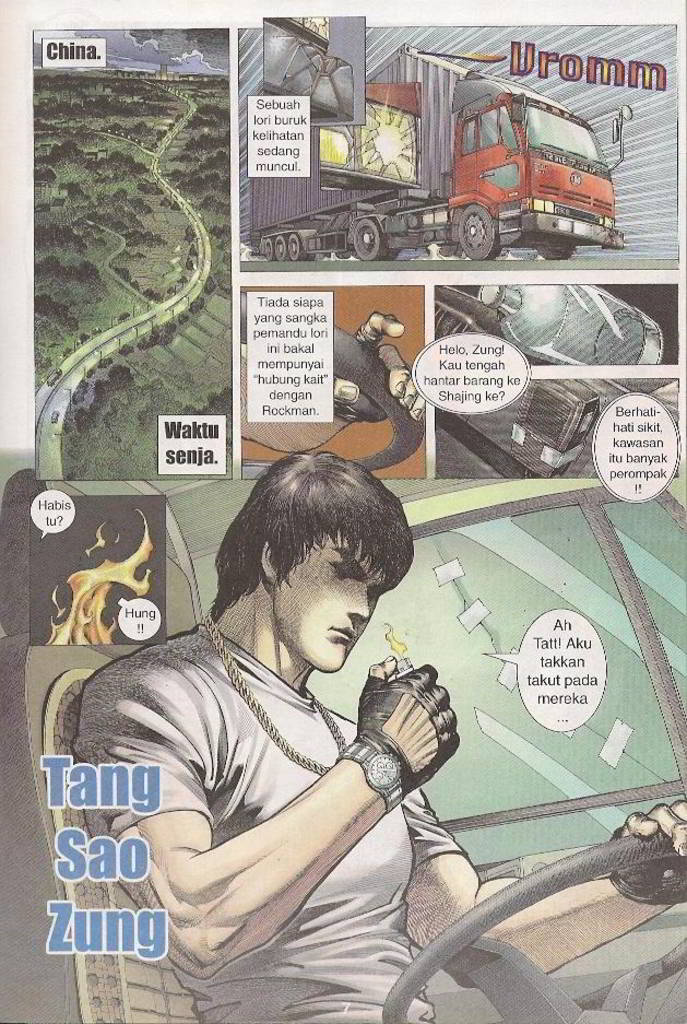 China.
Waktu
senja.
Sebuah
lori buruk
kelihatan
sedang
muncul.
Vromm
Tiada siapa
yang sangka
pemandu lori
ini bakal
mempunyai
“hubung kait”
dengan
Rockman.
Helo, Zung!
Kau tengah
hantar barang ke
Shajing ke?
Berhati-
hati sikit,
kawasan
itu banyak
perompak
!!
Habis
tu?
Hung
!!
Ah
Tatt! Aku
takkan
takut pada
mereka
...
Tang
Sao
Zung